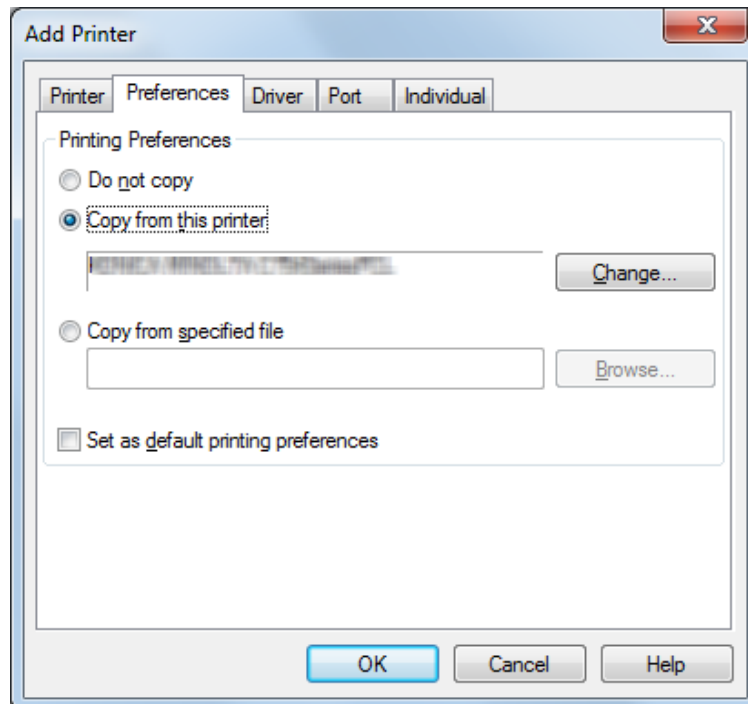 Add Printer
Printer Preferences Driver Port Individual
Printing Preferences
Do not copy
Copy from this printer
Change...
Copy from specified file
Browse...
Set as default printing preferences
OK Cancel Help